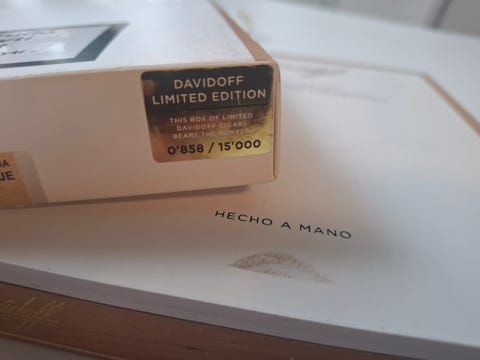 DAVIDOFF
LIMITED EDITION
THIS BOX OF LIMITED
DAVIDOFF CIGARS
BEARS THE NUMBER
0'858 / 15'000
HECHO A MANO